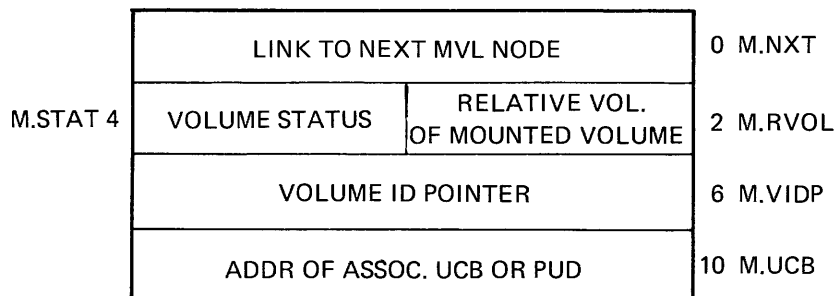 LINK TO NEXT MVL NODE 0 M.NXT
M.STAT 4 VOLUME STATUS RELATIVE VOL. OF MOUNTED VOLUME 2 M.RVOL
VOLUME ID POINTER 6 M.VIDP
ADDR OF ASSOC. UCB OR PUD 10 M.UCB